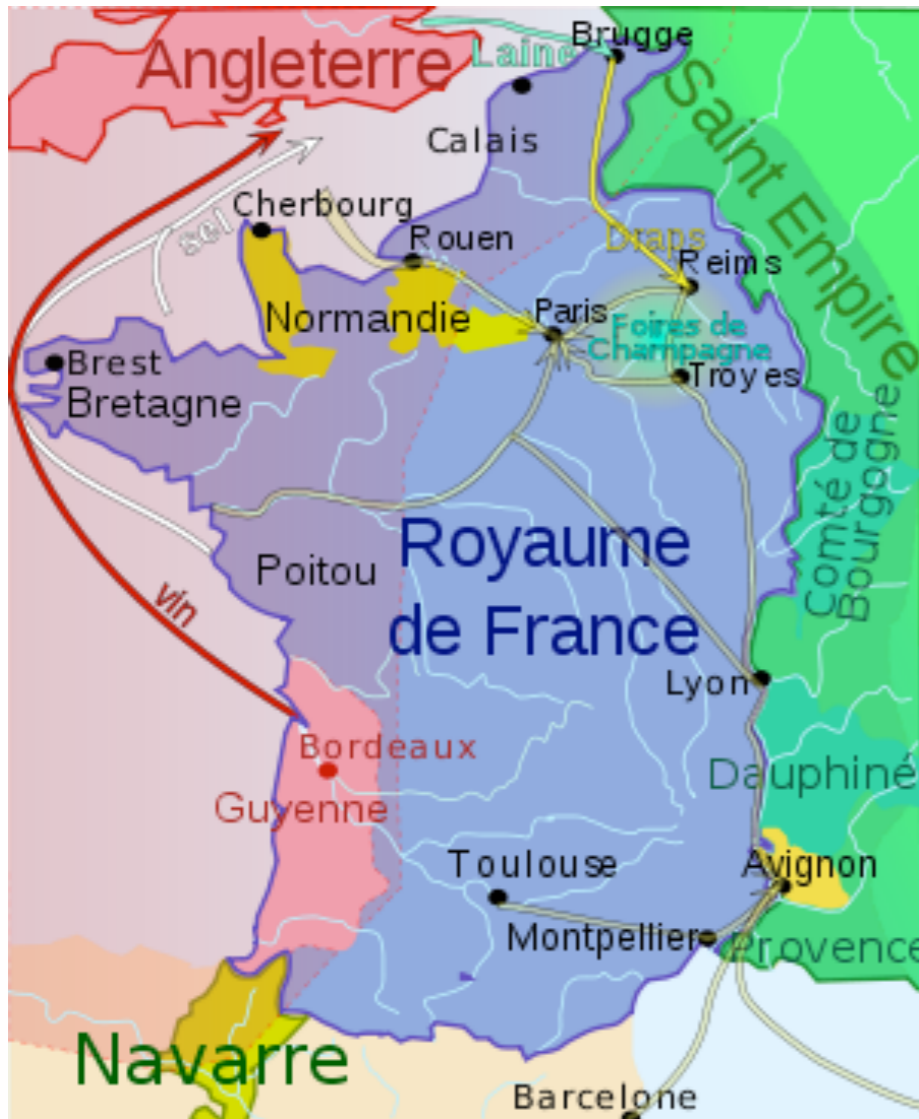 Angleterre
Laine
Brugge
Calais
Saint Empire
Cherbourg
sel
Rouen
Draps
Reims
Normandie
Paris
Foires de
Champagne
Troyes
Brest
Bretagne
Comté de
Bourgogne
Royaume
de France
Poitou
vin
Lyon
Bordeaux
Guyenne
Dauphiné
Toulouse
Avignon
Montpellier
Provence
Navarre
Barcelone